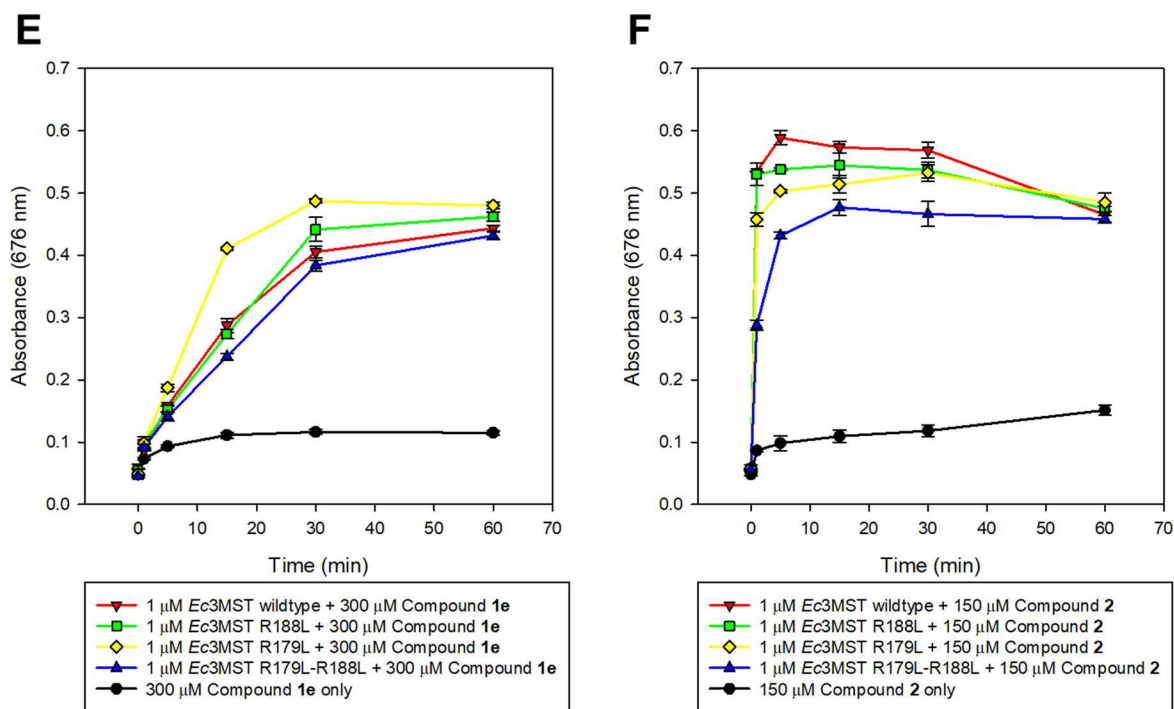 E
F
Absorbance (676 nm)
0.7
0.6
0.5
0.4
0.3
0.2
0.1
0.0
0 10 20 30 40 50 60 70
Time (min)
1 μM Ec3MST wildtype + 300 μM Compound 1e
1 μM Ec3MST R188L + 300 μM Compound 1e
1 μM Ec3MST R179L + 300 μM Compound 1e
1 μM Ec3MST R179L-R188L + 300 μM Compound 1e
300 μM Compound 1e only
Absorbance (676 nm)
0.7
0.6
0.5
0.4
0.3
0.2
0.1
0.0
0 10 20 30 40 50 60 70
Time (min)
1 μM Ec3MST wildtype + 150 μM Compound 2
1 μM Ec3MST R188L + 150 μM Compound 2
1 μM Ec3MST R179L + 150 μM Compound 2
1 μM Ec3MST R179L-R188L + 150 μM Compound 2
150 μM Compound 2 only